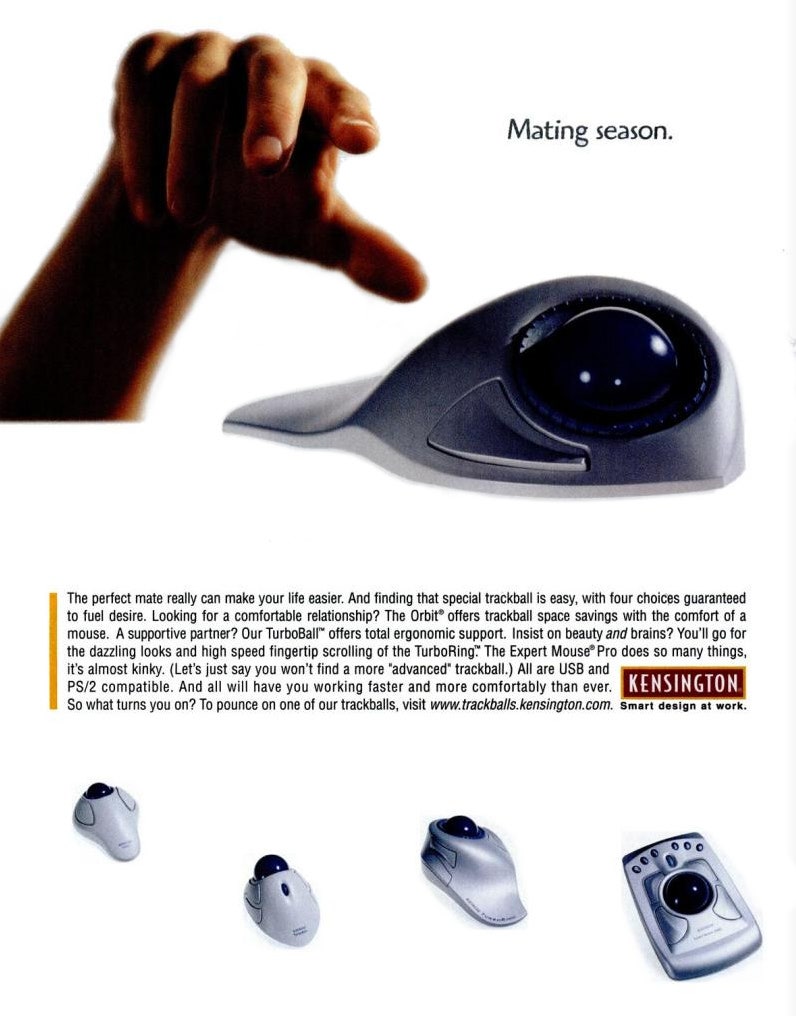 Mating season.
The perfect mate really can make your life easier. And finding that special trackball is easy, with four choices guaranteed
to fuel desire. Looking for a comfortable relationship? The Orbit® offers trackball space savings with the comfort of a
mouse. A supportive partner? Our TurboBall™ offers total ergonomic support. Insist on beauty and brains? You'll go for
the dazzling looks and high speed fingertip scrolling of the TurboRing.™ The Expert Mouse® Pro does so many things,
it's almost kinky. (Let's just say you won't find a more "advanced" trackball.) All are USB and
PS/2 compatible. And all will have you working faster and more comfortably than ever.
So what turns you on? To pounce on one of our trackballs, visit www.trackballs.kensington.com.
KENSINGTON
Smart design at work.